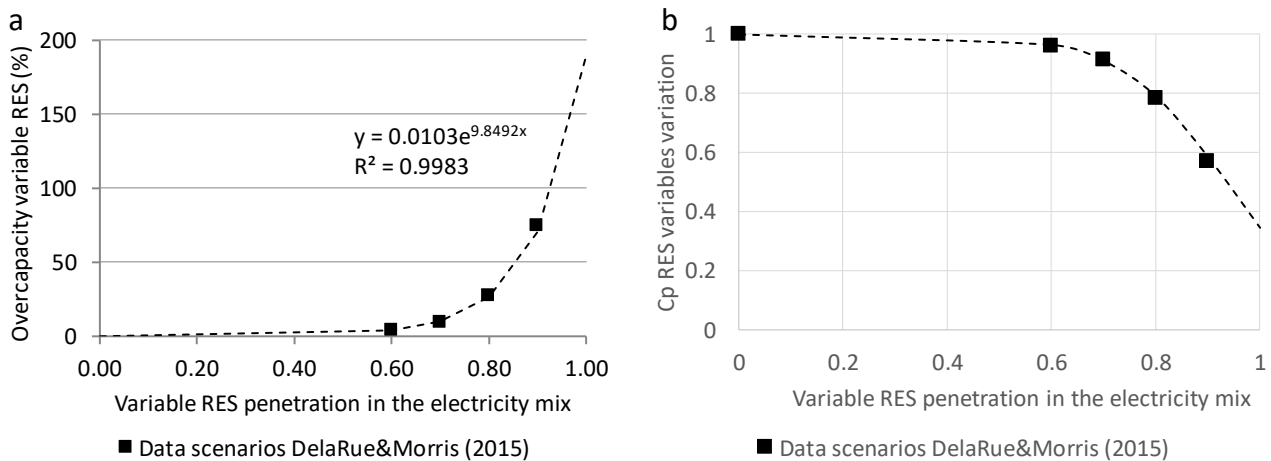 a
Overcapacity variable RES (%)
200
150
100
50
0
y = 0.0103e^9.8492x
R² = 0.9983
0.00 0.20 0.40 0.60 0.80 1.00
Variable RES penetration in the electricity mix
■ Data scenarios DelaRue&Morris (2015)
b
Cp RES variables variation
1
0.8
0.6
0.4
0.2
0
0 0.2 0.4 0.6 0.8 1
Variable RES penetration in the electricity mix
■ Data scenarios DelaRue&Morris (2015)